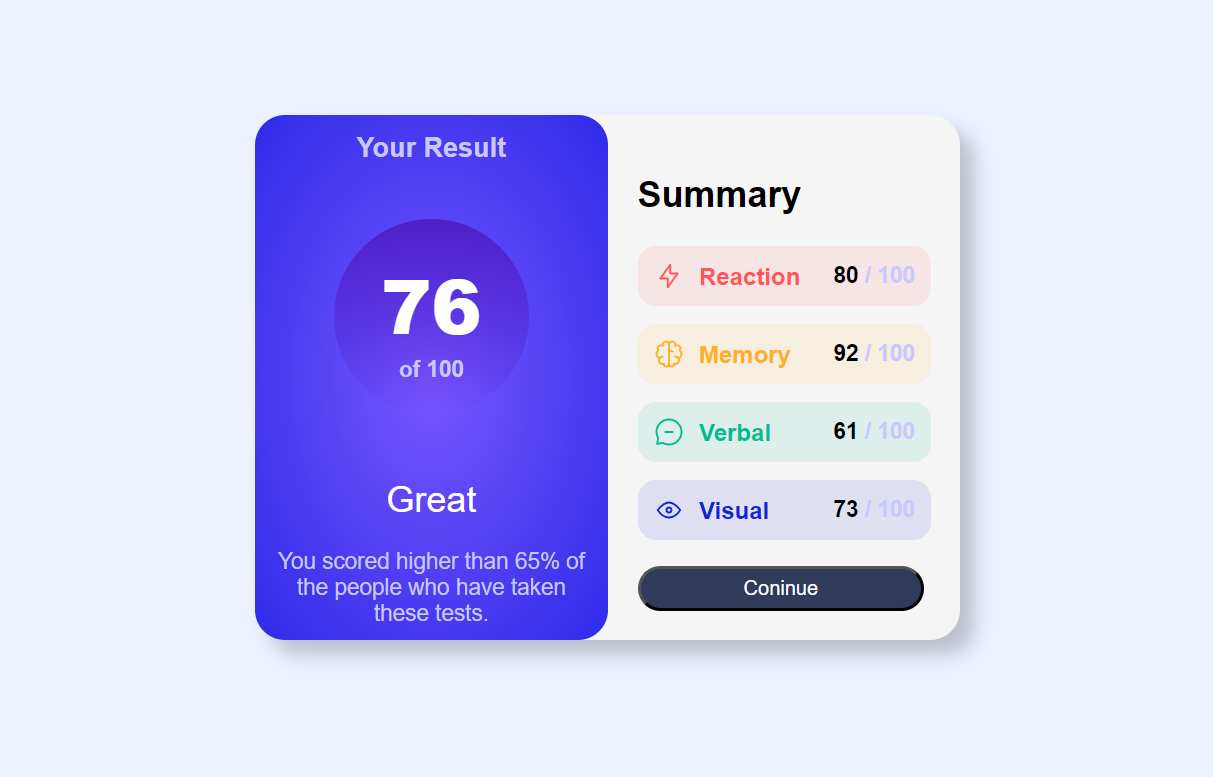 Your Result
76
of 100
Great
You scored higher than 65% of
the people who have taken
these tests.
Summary
Reaction 80 / 100
Memory 92 / 100
Verbal 61 / 100
Visual 73 / 100
Coninue